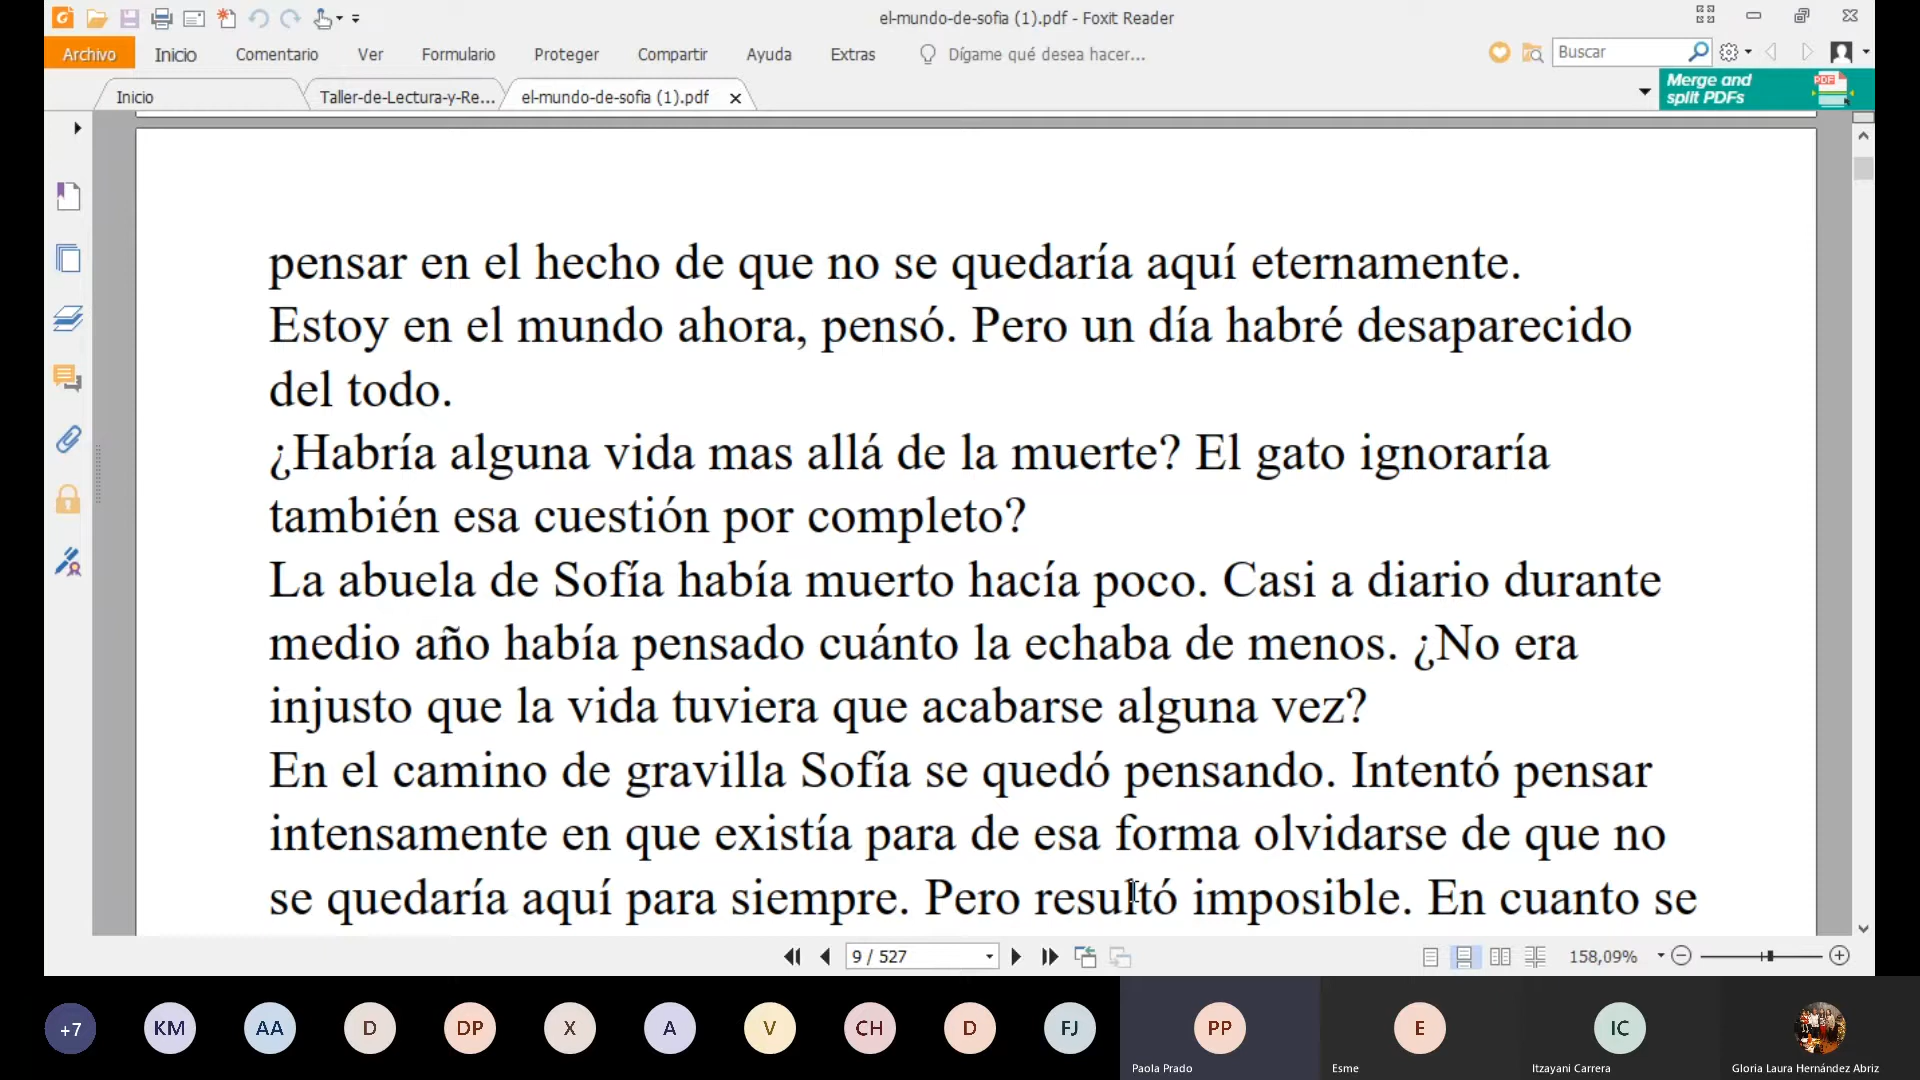 el-mundo-de-sofia (1).pdf - Foxit Reader
Archivo Inicio Comentario Ver Formulario Proteger Compartir Ayuda Extras Dígame qué desea hacer... Buscar
Inicio Taller-de-Lectura-y-Re... el-mundo-de-sofia (1).pdf
Merge and
split PDFs
PDF
pensar en el hecho de que no se quedaría aquí eternamente.
Estoy en el mundo ahora, pensó. Pero un día habré desaparecido
del todo.
¿Habría alguna vida mas allá de la muerte? El gato ignoraría
también esa cuestión por completo?
La abuela de Sofía había muerto hacía poco. Casi a diario durante
medio año había pensado cuánto la echaba de menos. ¿No era
injusto que la vida tuviera que acabarse alguna vez?
En el camino de gravilla Sofía se quedó pensando. Intentó pensar
intensamente en que existía para de esa forma olvidarse de que no
se quedaría aquí para siempre. Pero resultó imposible. En cuanto se
9 / 527 158,09%
+7 KM AA D DP X A V CH D FJ PP E IC
Paola Prado Esme Itzayani Carrera Gloria Laura Hernández Abriz